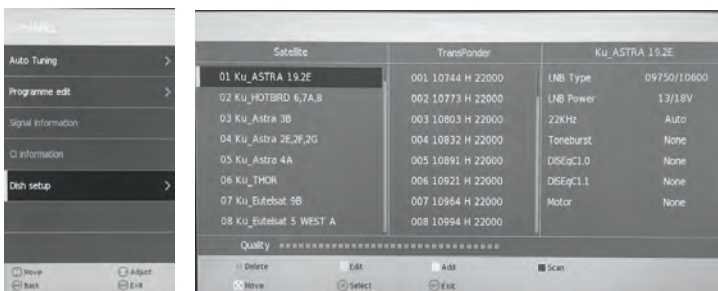 CHANNEL
Auto Tuning
Programme edit
Signal Information
CI information
Dish setup
Move Adjust
Back Exit
Satellite TransPonder Ku_ASTRA 19.2E
01 Ku_ASTRA 19.2E 001 10744 H 22000 LNB Type 09750/10600
02 Ku_HOTBIRD 6,7A,8 002 10773 H 22000 LNB Power 13/18V
03 Ku_Astra 3B 003 10803 H 22000 22KHz Auto
04 Ku_Astra 2E,2F,2G 004 10832 H 22000 Toneburst None
05 Ku_Astra 4A 005 10891 H 22000 DISEqC1.0 None
06 Ku_THOR 006 10921 H 22000 DISEqC1.1 None
07 Ku_Eutelsat 9B 007 10964 H 22000 Motor None
08 Ku_Eutelsat 5 WEST A 008 10994 H 22000
Quality
Delete Edit Add Scan
Move Select Exit